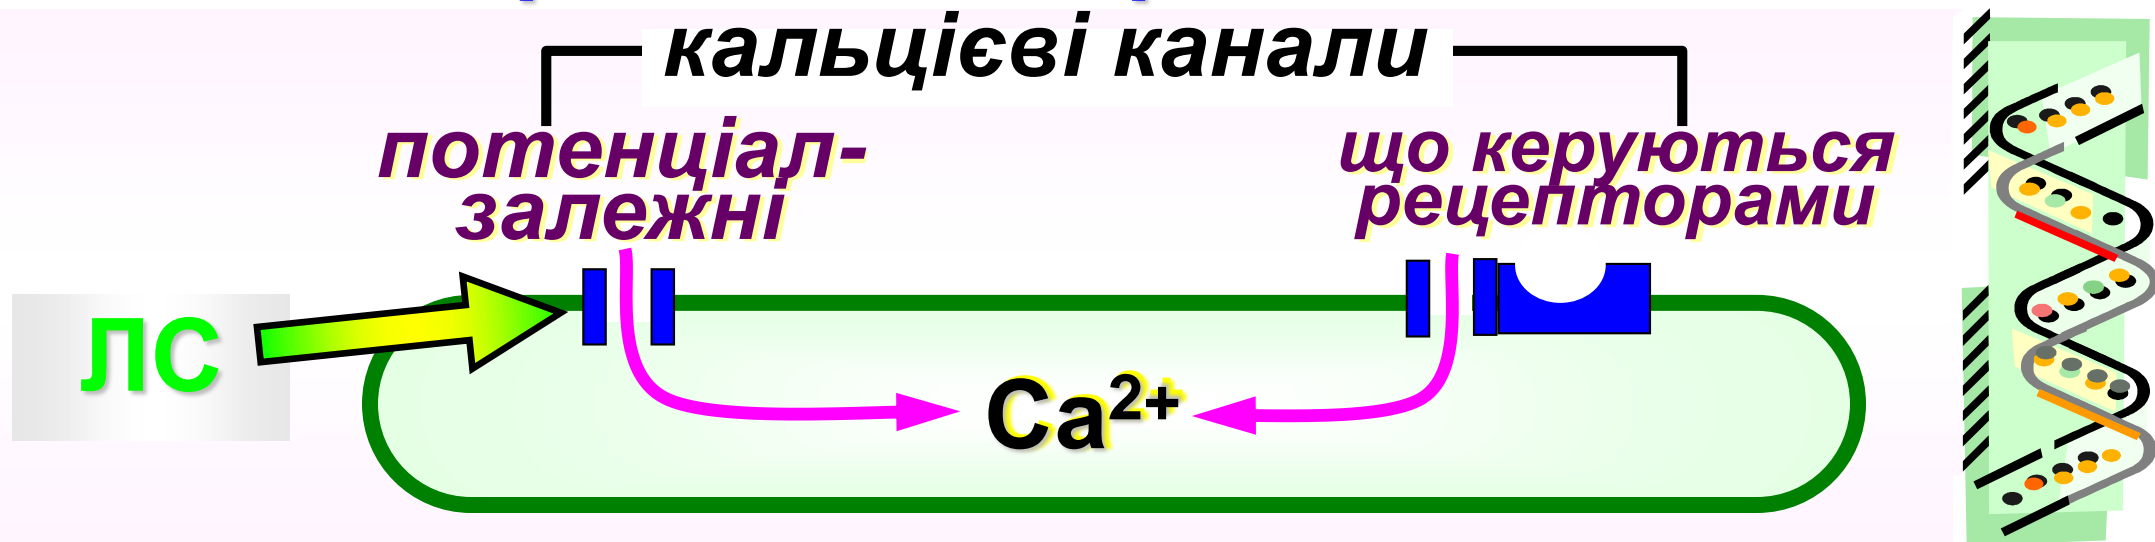 кальцієві канали
потенціал-
залежні
що керуються
рецепторами
ЛС
Ca²⁺